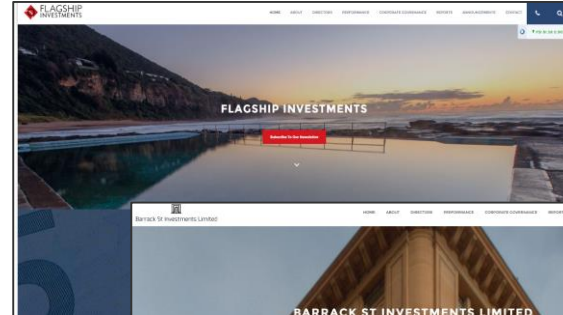 FLAGSHIP
INVESTMENTS
HOME ABOUT DIRECTORS PERFORMANCE CORPORATE GOVERNANCE REPORTS ANNOUNCEMENTS CONTACT
FLAGSHIP INVESTMENTS
Subscribe To Our Newsletter
Barrack St Investments Limited
HOME ABOUT DIRECTORS PERFORMANCE CORPORATE GOVERNANCE
BARRACK ST INVESTMENTS LIMITED